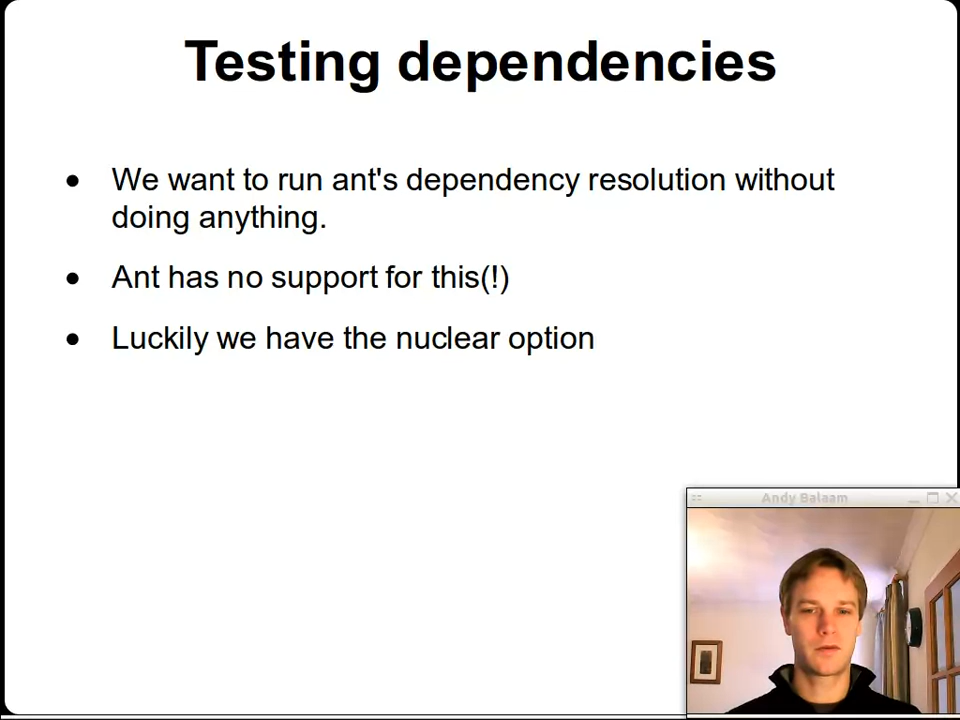 Testing dependencies
• We want to run ant's dependency resolution without
doing anything.
• Ant has no support for this(!)
• Luckily we have the nuclear option
Andy Balaam